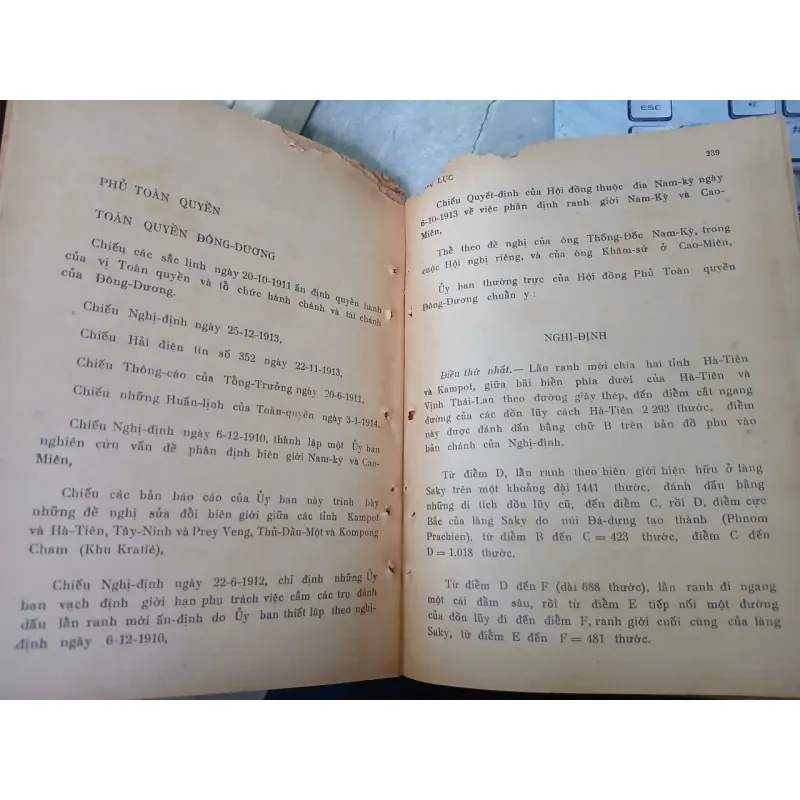 PHỦ TOÀN QUYỀN
TOÀN QUYỀN ĐÔNG-DƯƠNG
Chiếu các sắc lịnh ngày 20-10-1911 ấn định quyền hành
của vị Toàn quyền và tổ chức hành chánh và tài chánh
của Đông-Dương,
Chiếu Nghị-định ngày 25-12-1913,
Chiếu Hải điện tín số 352 ngày 22-11-1913,
Chiếu Thông-cáo của Tổng-Trưởng ngày 20-6-1911,
Chiếu những Huấn-lịnh của Toàn-quyền ngày 3-1-1914,
Chiếu Nghị-định ngày 6-12-1910, thành lập một Ủy ban
nghiên cứu vấn đề phân định biên giới Nam-kỳ và Cao-
Miên,
Chiếu các bản báo cáo của Ủy ban này trình bày
những đề nghị sửa đổi biên giới giữa các tỉnh Kampot
và Hà-Tiên, Tây-Ninh và Prey Veng, Thủ-Dầu-Một và Kompong
Cham (Khu Kratié),
Chiếu Nghị-định ngày 22-6-1912, chỉ định những Ủy
ban vạch định giới hạn phụ trách việc cắm các trụ đánh
dấu lằn ranh mới ấn-định do Ủy ban thiết lập theo nghị-
định ngày 6-12-1910,
LỤC
239
Chiếu Quyết-định của Hội đồng thuộc địa Nam-kỳ ngày
6-10-1913 về việc phân định ranh giới Nam-Kỳ và Cao-
Miên,
Thể theo đề nghị của ông Thống-Đốc Nam-Kỳ, trong
cuộc Hội nghị riêng, và của ông Khâm-sứ ở Cao-Miên,
Ủy ban thường trực của Hội đồng Phủ Toàn quyền
Đông-Dương chuẩn y :
NGHỊ-ĐỊNH
Điều thứ nhất.— Lằn ranh mới chia hai tỉnh Hà-Tiên
và Kampot, giữa bãi biển phía dưới của Hà-Tiên và
Vịnh Thái-Lan theo đường giây thép, đến điểm cắt ngang
đường của các đồn lũy cách Hà-Tiên 2 293 thước, điểm
này được đánh dấu bằng chữ B trên bản đồ phụ vào
bản chánh của Nghị-định.
Từ điểm D, lằn ranh theo biên giới hiện hữu ở làng
Saky trên một khoảng dài 1441 thước, đánh dấu bằng
những di tích đồn lũy cũ, đến điểm C, rồi D, điểm cực
Bắc của làng Saky do núi Đá-dựng tạo thành (Phnom
Prachien), từ điểm B đến C = 423 thước, điểm C đến
D = 1,018 thước.
Từ điểm D đến F (dài 688 thước), lằn ranh đi ngang
một cái đầm sâu, rồi từ điểm E tiếp nối một đường
của đồn lũy đi đến điểm F, ranh giới cuối cùng của làng
Saky, từ điểm E đến F = 481 thước.
ESC